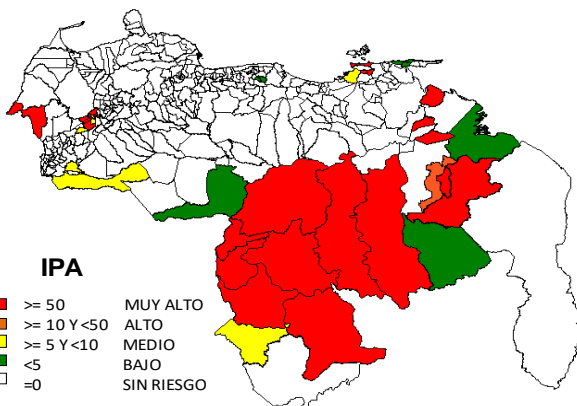 IPA
>= 50 MUY ALTO
>= 10 Y <50 ALTO
>= 5 Y <10 MEDIO
<5 BAJO
=0 SIN RIESGO